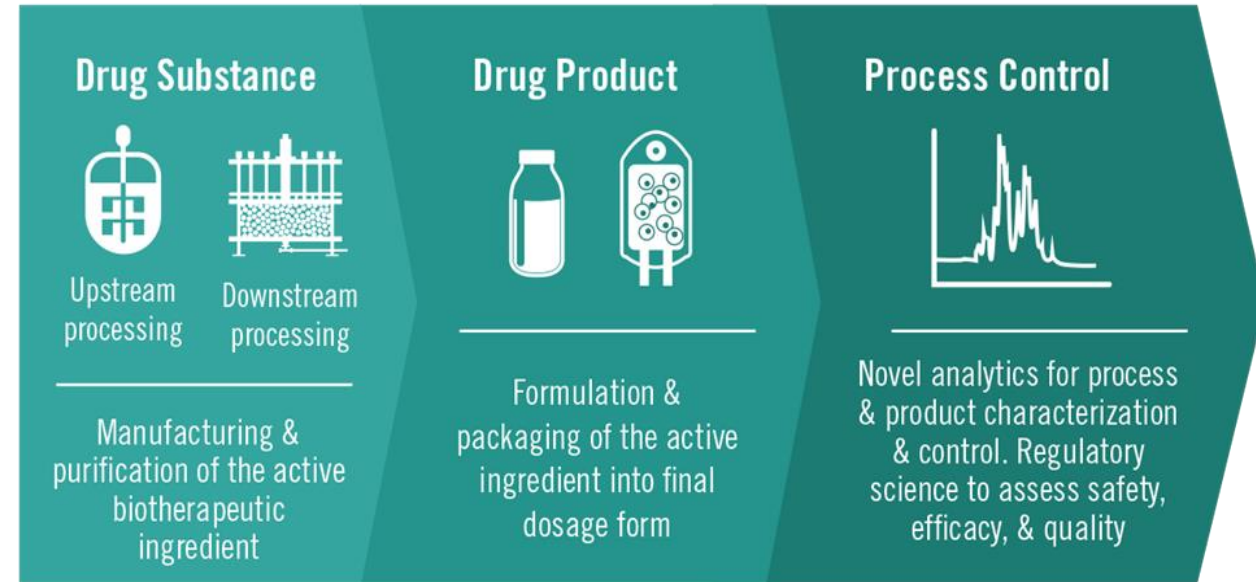 Drug Substance
Upstream
processing
Downstream
processing
Manufacturing &
purification of the active
biotherapeutic
ingredient
Drug Product
Formulation &
packaging of the active
ingredient into final
dosage form
Process Control
Novel analytics for process
& product characterization
& control. Regulatory
science to assess safety,
efficacy, & quality